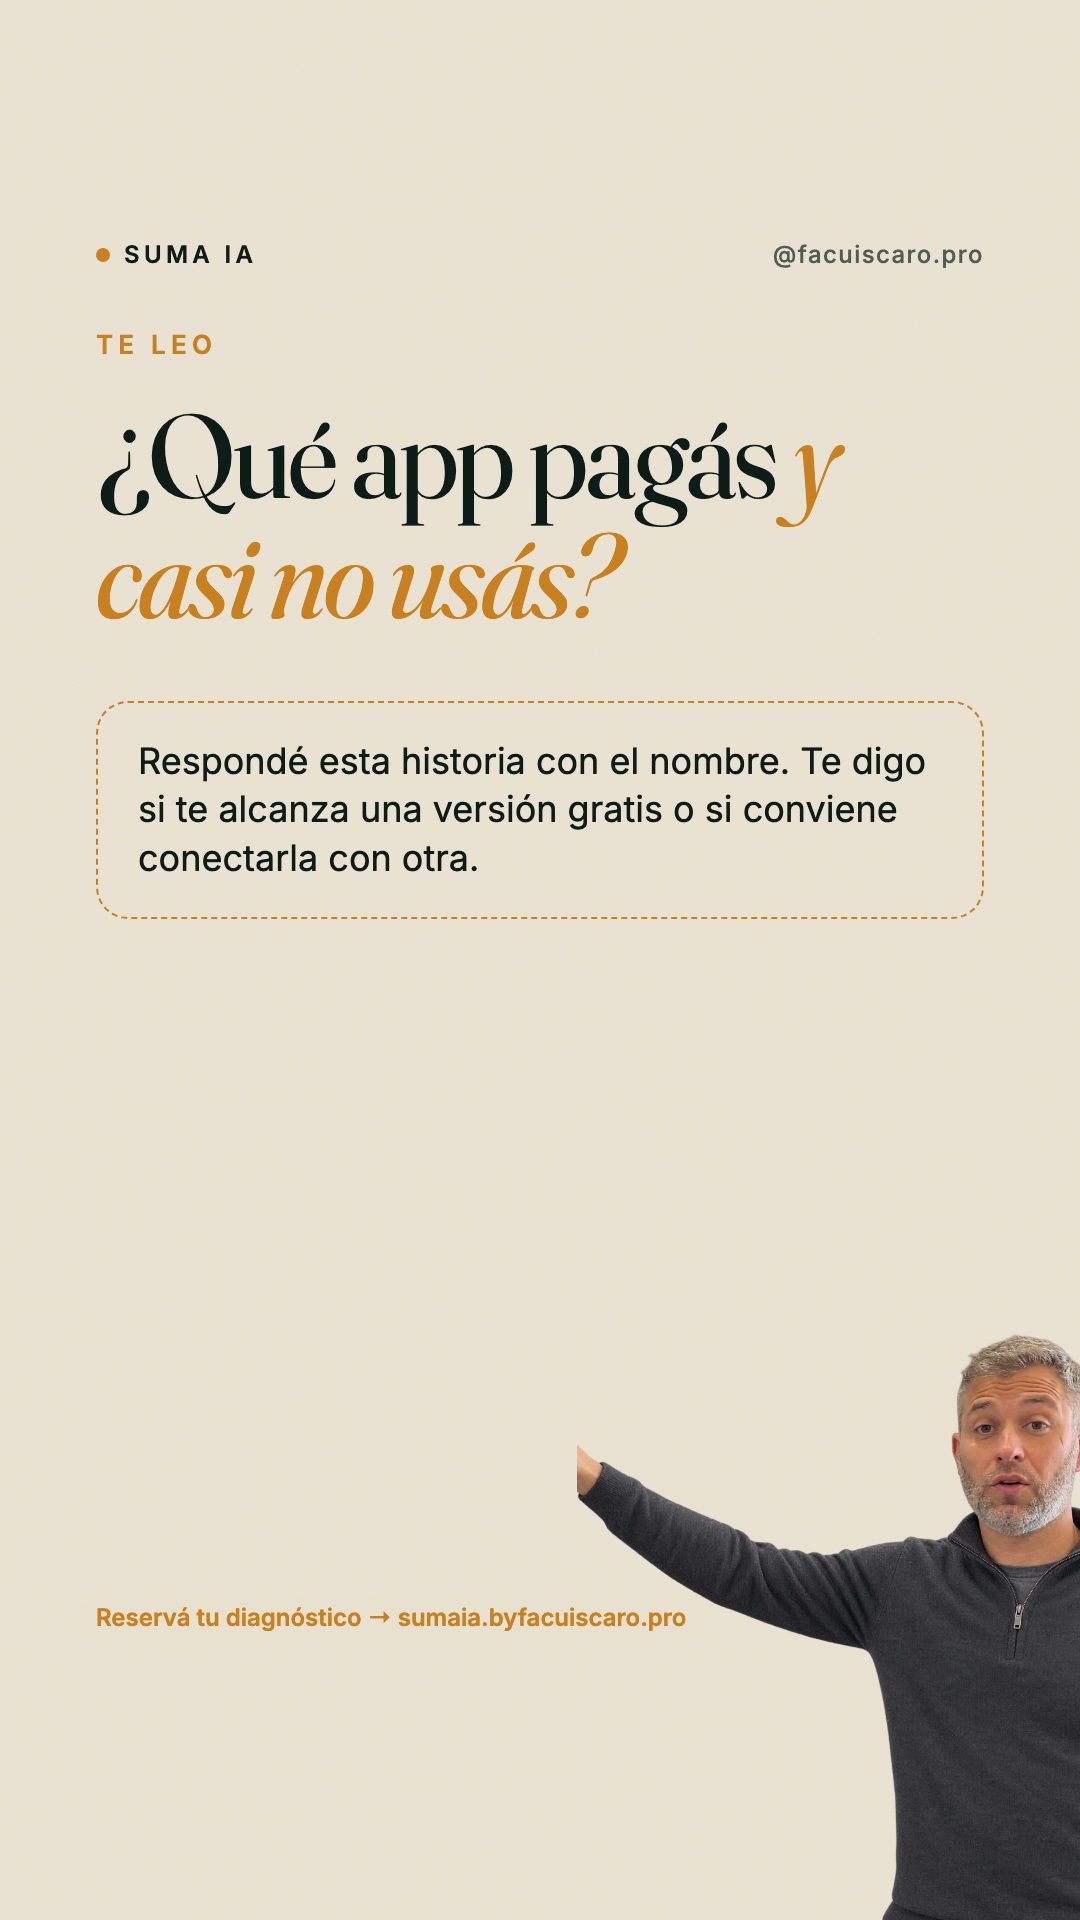 SUMA IA
@facuiscaro.pro
TE LEO
¿Qué app pagás y
casi no usás?
Respondé esta historia con el nombre. Te digo
si te alcanza una versión gratis o si conviene
conectarla con otra.
Reservá tu diagnóstico → sumaia.byfacuiscaro.pro